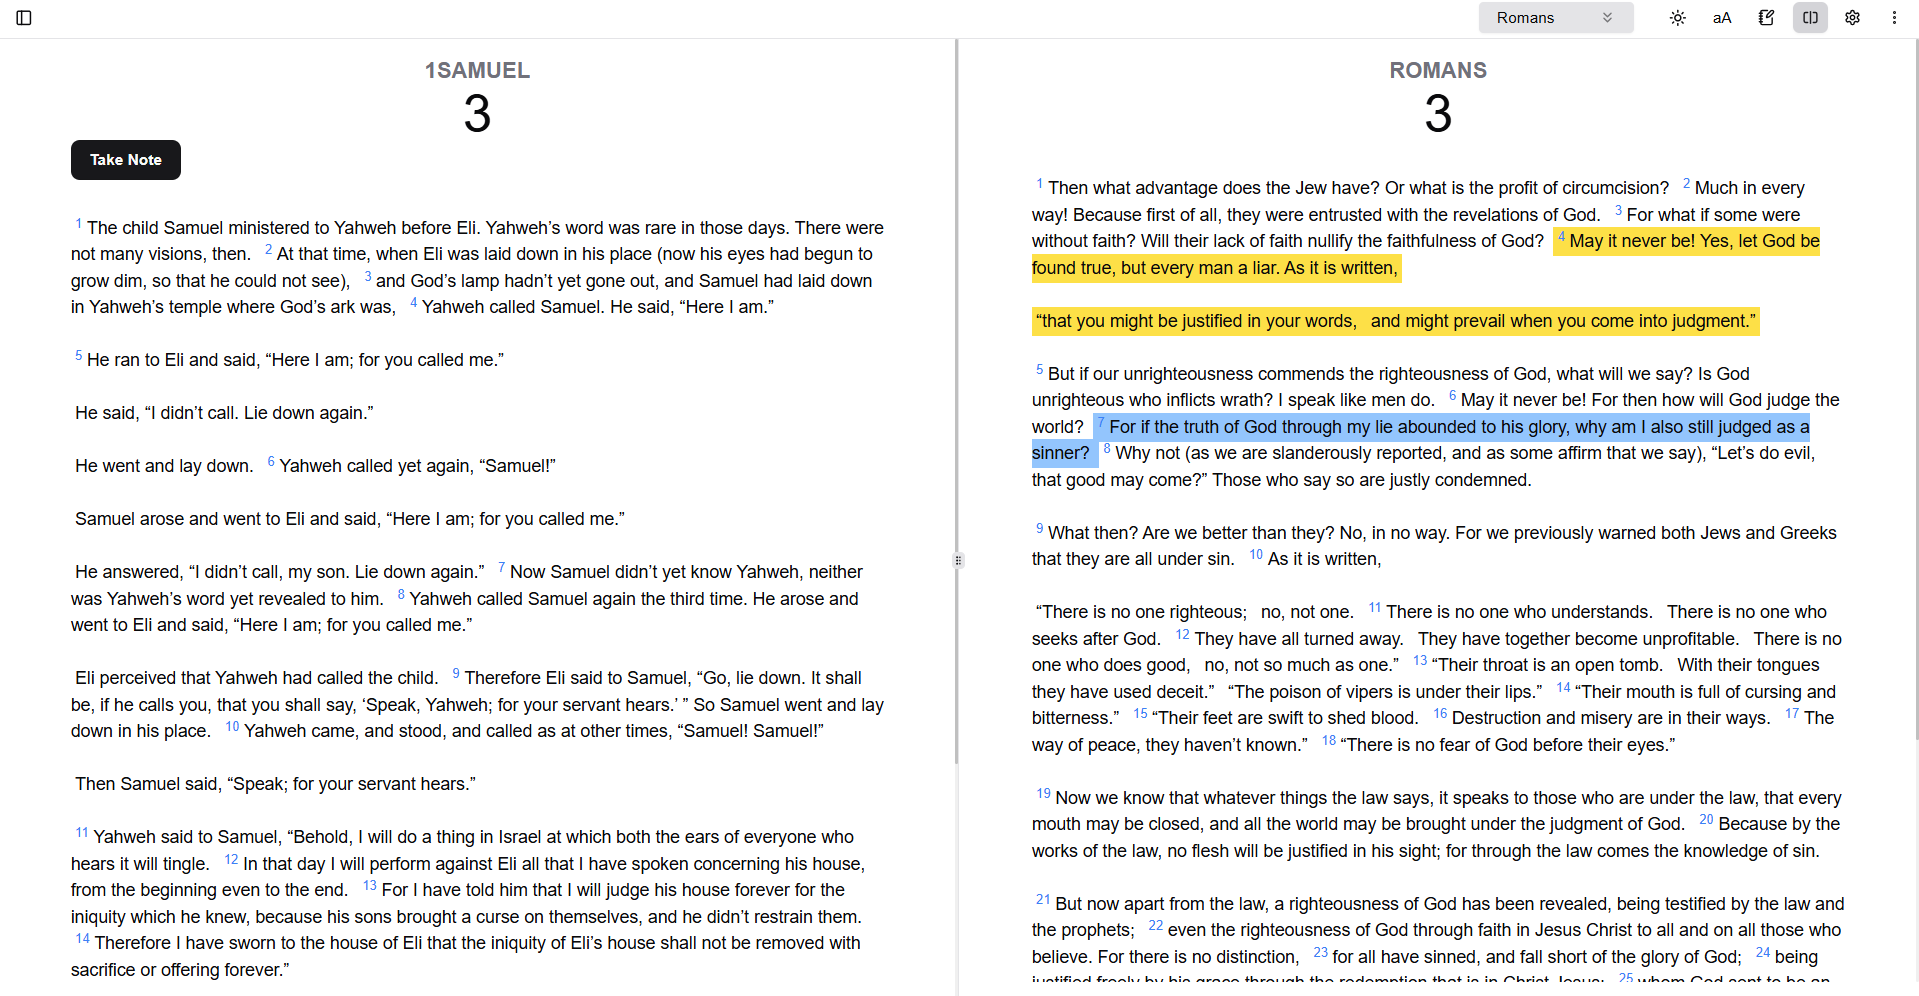 Romans
aA
1SAMUEL
3
Take Note
1 The child Samuel ministered to Yahweh before Eli. Yahweh’s word was rare in those days. There were
not many visions, then. 2 At that time, when Eli was laid down in his place (now his eyes had begun to
grow dim, so that he could not see), 3 and God’s lamp hadn’t yet gone out, and Samuel had laid down
in Yahweh’s temple where God’s ark was, 4 Yahweh called Samuel. He said, “Here I am.”
5 He ran to Eli and said, “Here I am; for you called me.”
He said, “I didn’t call. Lie down again.”
He went and lay down. 6 Yahweh called yet again, “Samuel!”
Samuel arose and went to Eli and said, “Here I am; for you called me.”
He answered, “I didn’t call, my son. Lie down again.” 7 Now Samuel didn’t yet know Yahweh, neither
was Yahweh’s word yet revealed to him. 8 Yahweh called Samuel again the third time. He arose and
went to Eli and said, “Here I am; for you called me.”
Eli perceived that Yahweh had called the child. 9 Therefore Eli said to Samuel, “Go, lie down. It shall
be, if he calls you, that you shall say, ‘Speak, Yahweh; for your servant hears.’ ” So Samuel went and lay
down in his place. 10 Yahweh came, and stood, and called as at other times, “Samuel! Samuel!”
Then Samuel said, “Speak; for your servant hears.”
11 Yahweh said to Samuel, “Behold, I will do a thing in Israel at which both the ears of everyone who
hears it will tingle. 12 In that day I will perform against Eli all that I have spoken concerning his house,
from the beginning even to the end. 13 For I have told him that I will judge his house forever for the
iniquity which he knew, because his sons brought a curse on themselves, and he didn’t restrain them.
14 Therefore I have sworn to the house of Eli that the iniquity of Eli’s house shall not be removed with
sacrifice or offering forever.”
ROMANS
3
1 Then what advantage does the Jew have? Or what is the profit of circumcision? 2 Much in every
way! Because first of all, they were entrusted with the revelations of God. 3 For what if some were
without faith? Will their lack of faith nullify the faithfulness of God? 4 May it never be! Yes, let God be
found true, but every man a liar. As it is written,
“that you might be justified in your words, and might prevail when you come into judgment.”
5 But if our unrighteousness commends the righteousness of God, what will we say? Is God
unrighteous who inflicts wrath? I speak like men do. 6 May it never be! For then how will God judge the
world? 7 For if the truth of God through my lie abounded to his glory, why am I also still judged as a
sinner? 8 Why not (as we are slanderously reported, and as some affirm that we say), “Let’s do evil,
that good may come?” Those who say so are justly condemned.
9 What then? Are we better than they? No, in no way. For we previously warned both Jews and Greeks
that they are all under sin. 10 As it is written,
“There is no one righteous; no, not one. 11 There is no one who understands. There is no one who
seeks after God. 12 They have all turned away. They have together become unprofitable. There is no
one who does good, no, not so much as one.” 13 “Their throat is an open tomb. With their tongues
they have used deceit.” “The poison of vipers is under their lips.” 14 “Their mouth is full of cursing and
bitterness.” 15 “Their feet are swift to shed blood. 16 Destruction and misery are in their ways. 17 The
way of peace, they haven’t known.” 18 “There is no fear of God before their eyes.”
19 Now we know that whatever things the law says, it speaks to those who are under the law, that every
mouth may be closed, and all the world may be brought under the judgment of God. 20 Because by the
works of the law, no flesh will be justified in his sight; for through the law comes the knowledge of sin.
21 But now apart from the law, a righteousness of God has been revealed, being testified by the law and
the prophets; 22 even the righteousness of God through faith in Jesus Christ to all and on all those who
believe. For there is no distinction, 23 for all have sinned, and fall short of the glory of God; 24 being
justified freely by his grace through the redemption that is in Christ Jesus; 25 whom God sent to be an